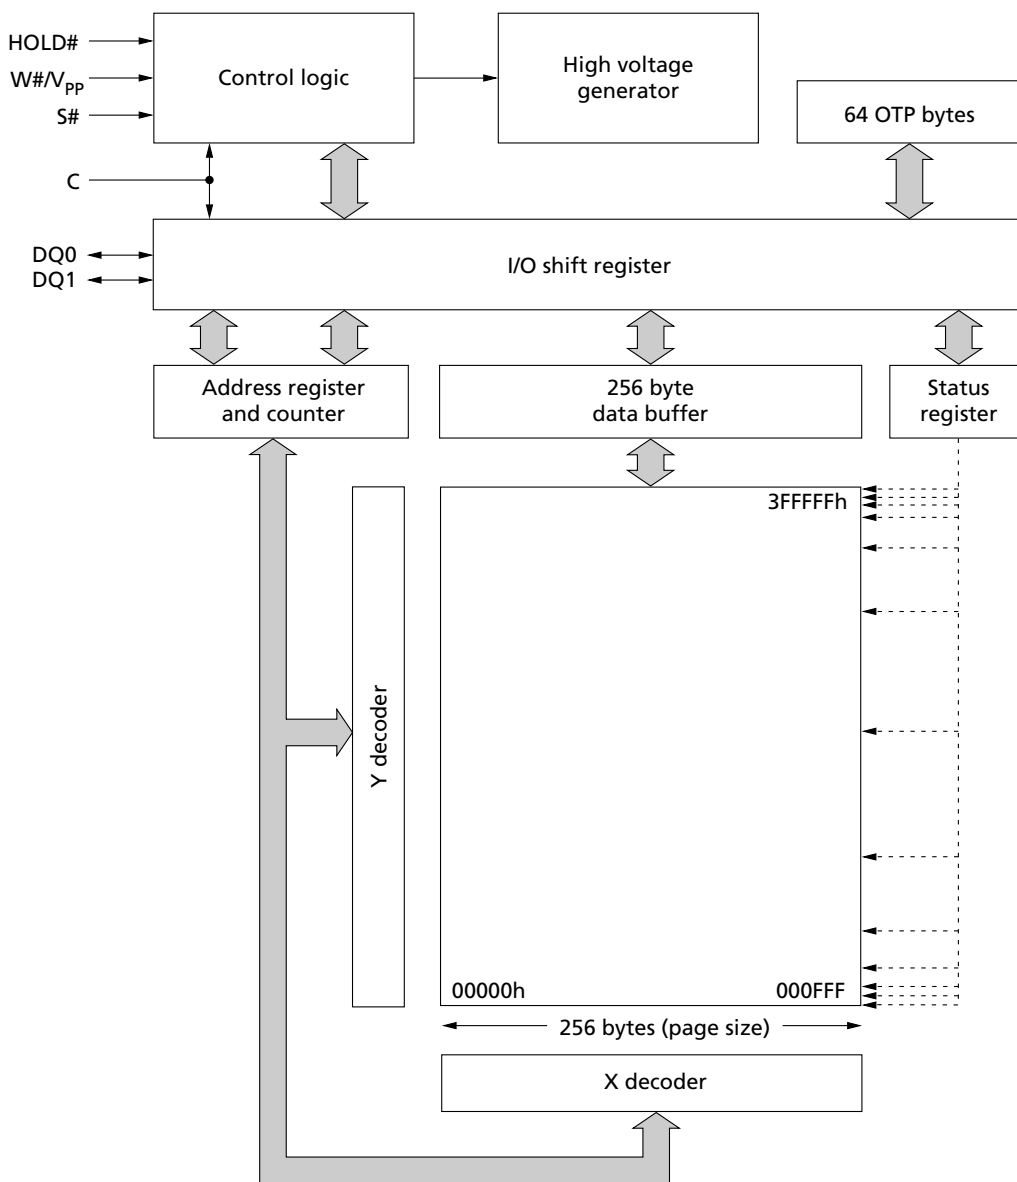 HOLD#
W#/VPP
S#
Control logic
High voltage
generator
64 OTP bytes
C
DQ0
DQ1
I/O shift register
Address register
and counter
256 byte
data buffer
Status
register
3FFFFFh
Y decoder
00000h
000FFF
256 bytes (page size)
X decoder